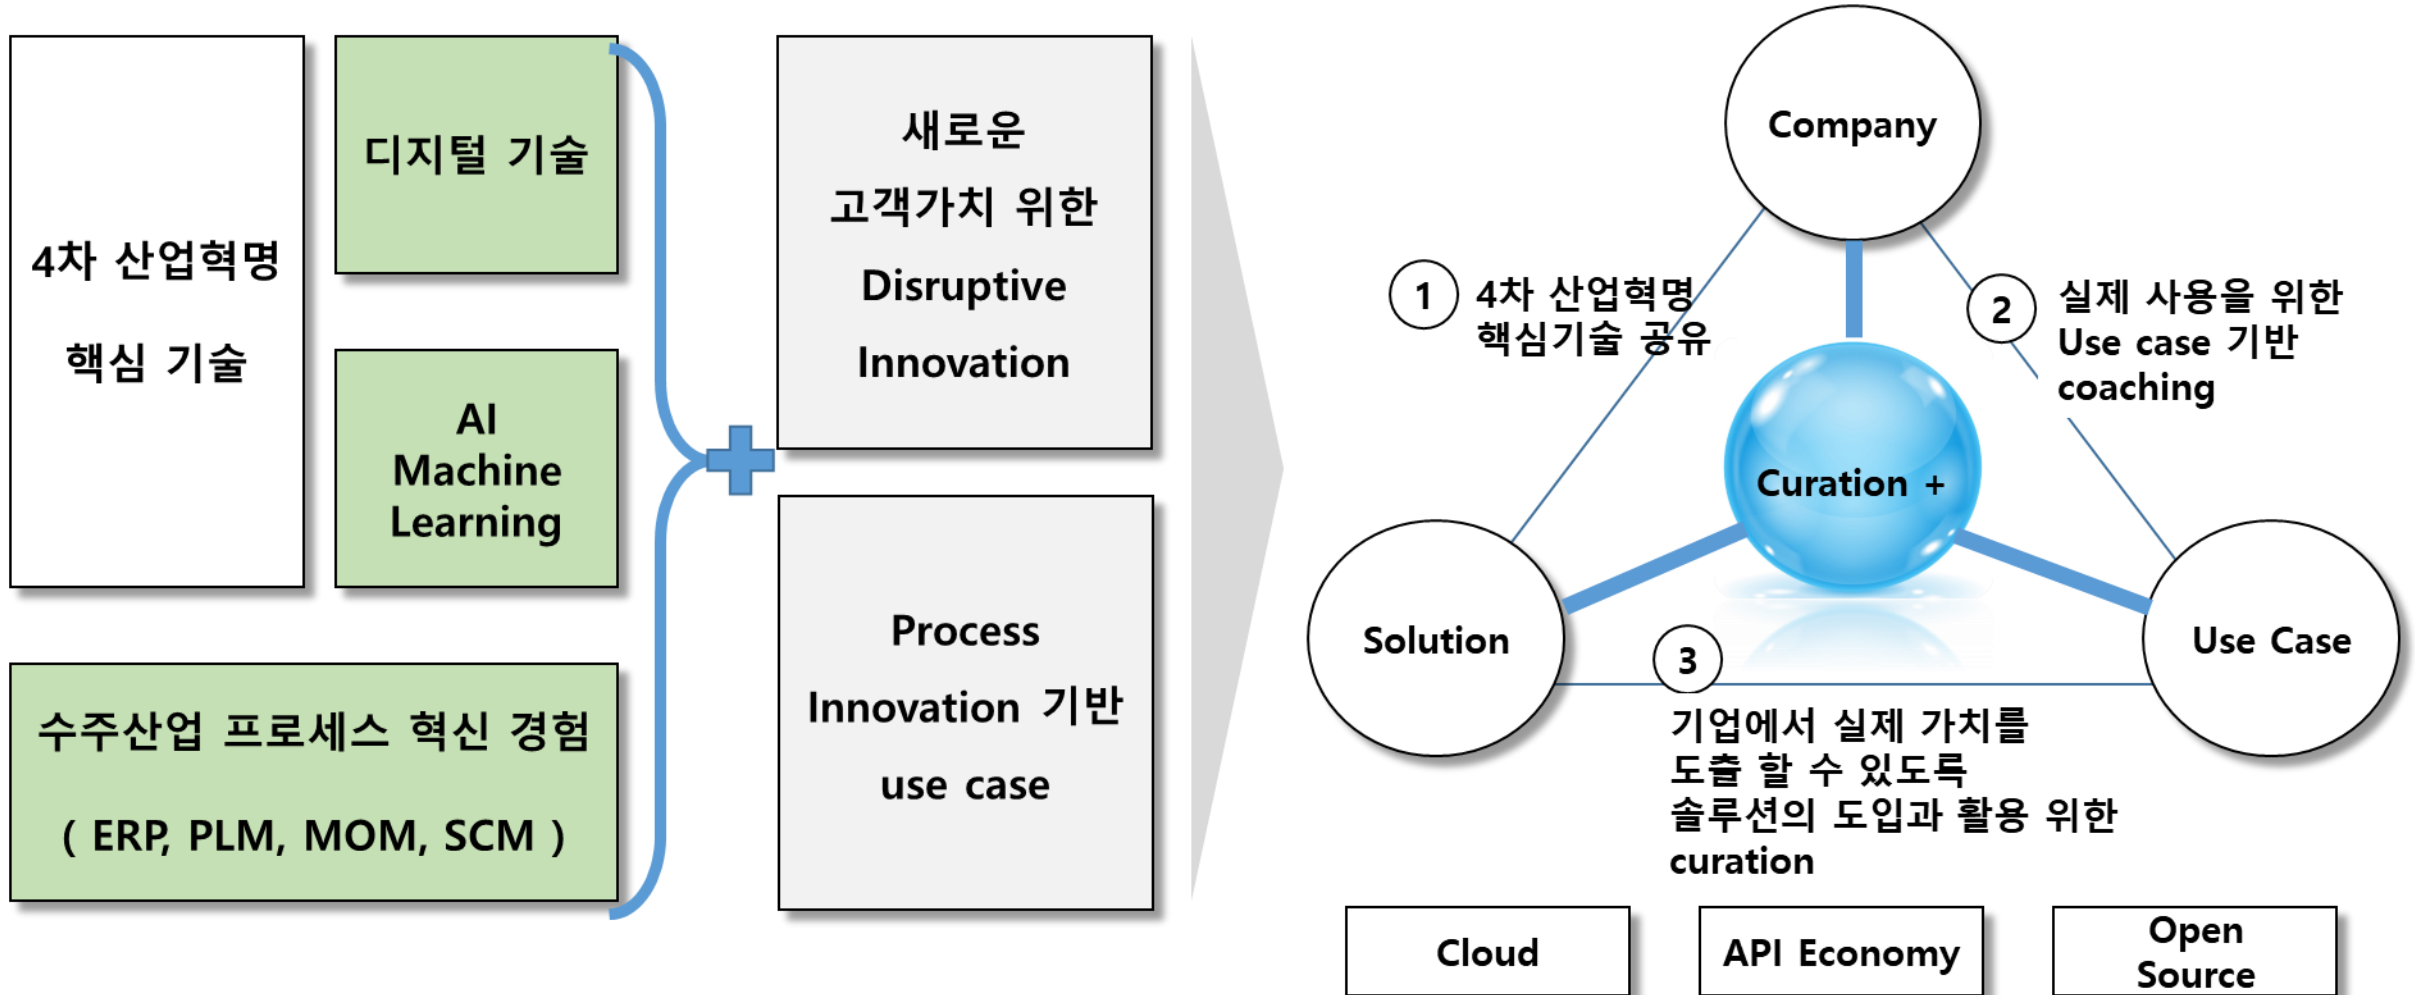 4차 산업혁명
핵심 기술
디지털 기술
AI
Machine
Learning
수주산업 프로세스 혁신 경험
( ERP, PLM, MOM, SCM )
새로운
고객가치 위한
Disruptive
Innovation
Process
Innovation 기반
use case
Company
1
4차 산업혁명
핵심기술 공유
2
실제 사용을 위한
Use case 기반
coaching
Curation +
Solution
Use Case
3
기업에서 실제 가치를
도출 할 수 있도록
솔루션의 도입과 활용 위한
curation
Cloud
API Economy
Open
Source